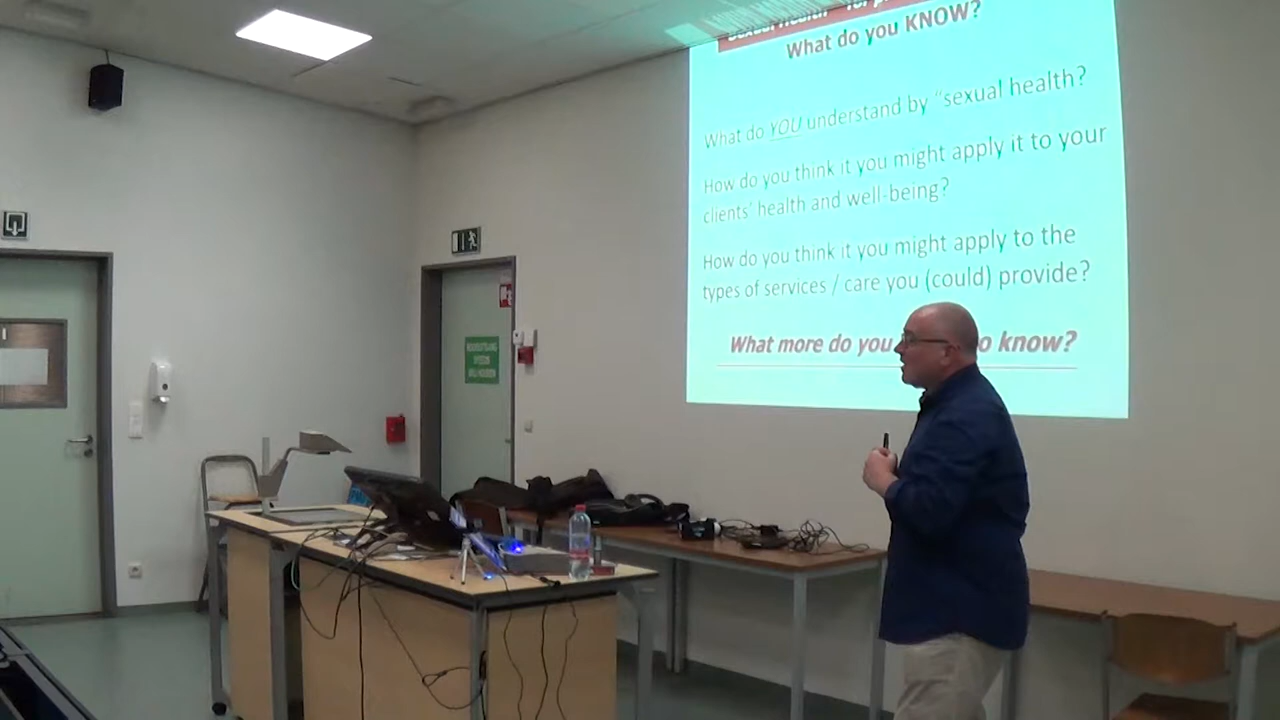 Sexual Health
What do you KNOW?
What do YOU understand by “sexual health?
How do you think it you might apply it to your
clients’ health and well-being?
How do you think it you might apply to the
types of services / care you (could) provide?
What more do you o know?